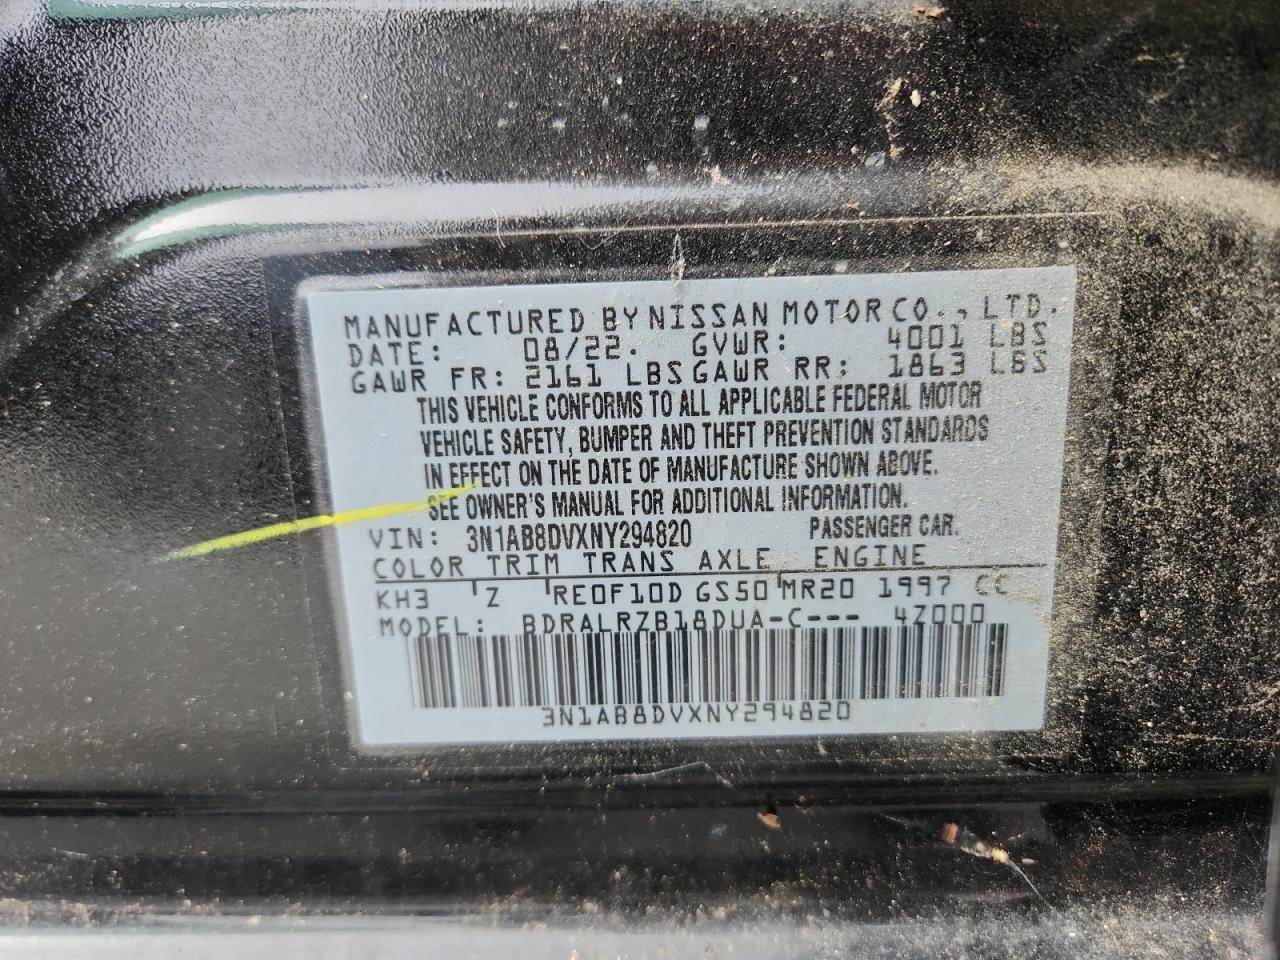 MANUFACTURED BY NISSAN MOTOR CO., LTD.
DATE: 08/22. GVWR: 4001 LBS
GAWR FR: 2161 LBS GAWR RR: 1863 LBS
THIS VEHICLE CONFORMS TO ALL APPLICABLE FEDERAL MOTOR
VEHICLE SAFETY, BUMPER AND THEFT PREVENTION STANDARDS
IN EFFECT ON THE DATE OF MANUFACTURE SHOWN ABOVE.
SEE OWNER'S MANUAL FOR ADDITIONAL INFORMATION.
VIN: 3N1AB8DVXNY294820 PASSENGER CAR.
COLOR TRIM TRANS AXLE ENGINE
KH3 Z RE0F10D GS50 MR20 1997 CC
MODEL: BDRALRZB18DUA-C--- 4Z000
3N1AB8DVXNY294820